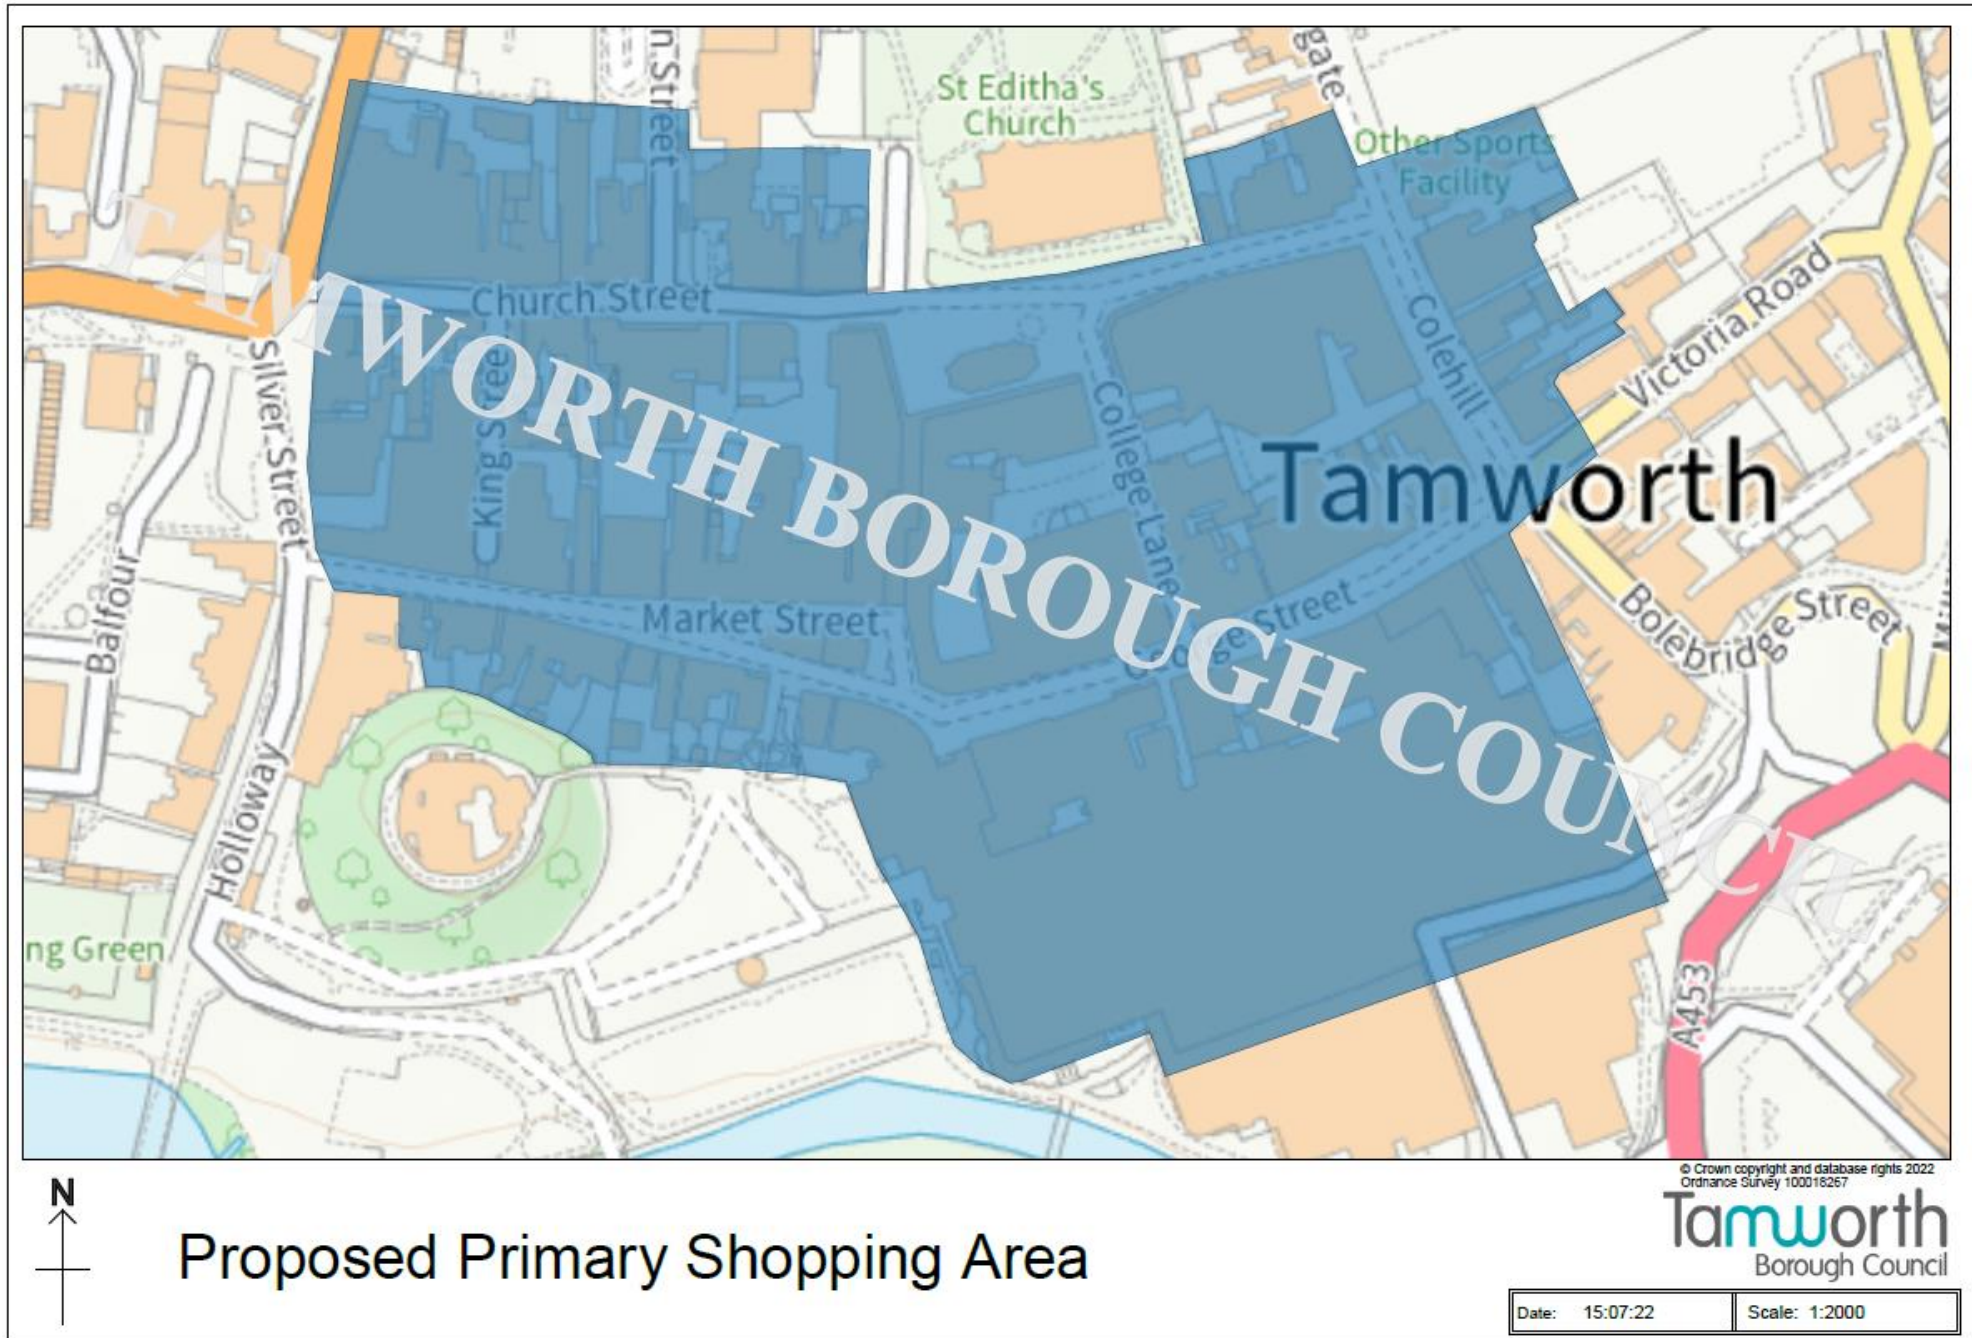 n Street
gate
St Editha's
Church
Other Sports
Facility
TAMWORTH BOROUGH COUNCIL
Church Street
Victoria Road
Colehill
Silver Street
King Street
College Lane
Tamworth
Balfour
Market Street
George Street
Bolebridge Street
Mill
Holloway
ng Green
A453
© Crown copyright and database rights 2022
Ordnance Survey 100018267
N
Proposed Primary Shopping Area
Tamworth
Borough Council
Date: 15:07:22
Scale: 1:2000